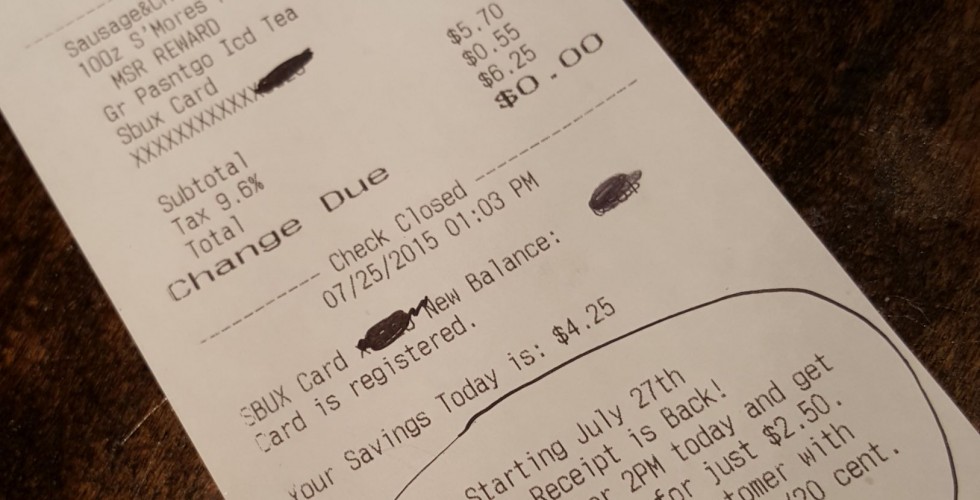 Sausage&Ch
10Oz S'Mores
MSR REWARD
Gr Pasntgo Icd Tea
Sbux Card
XXXXXXXXXXXX
Subtotal $5.70
Tax 9.6% $0.55
Total $6.25
Change Due $0.00
Check Closed
07/25/2015 01:03 PM
SBUX Card New Balance:
Card is registered.
Your Savings Today is: $4.25
Starting July 27th
Receipt is Back!
2PM today and get
for just $2.50.
with
20 cent.